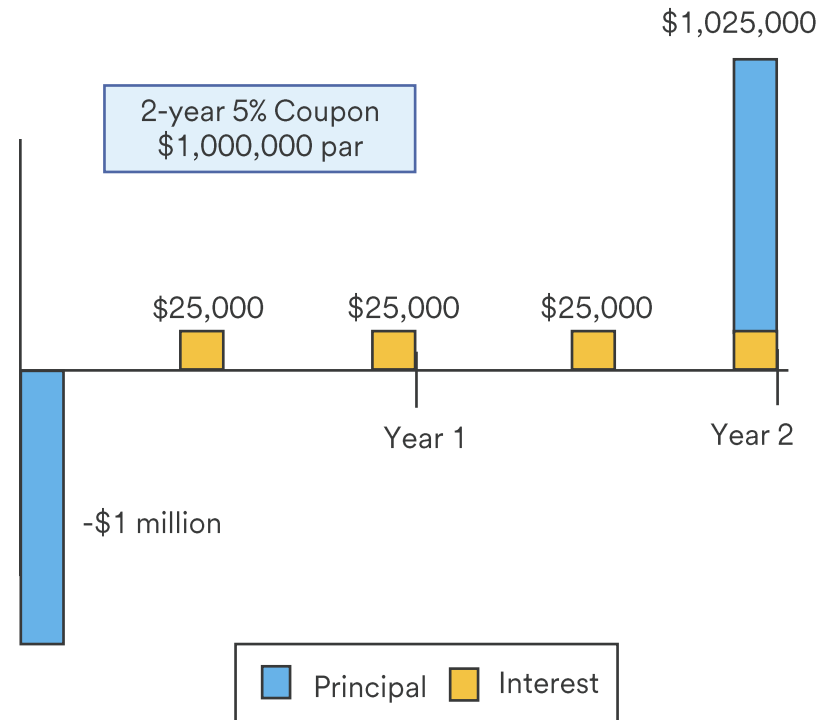 $1,025,000
2-year 5% Coupon
$1,000,000 par
$25,000
$25,000
$25,000
Year 1
Year 2
-$1 million
Principal
Interest